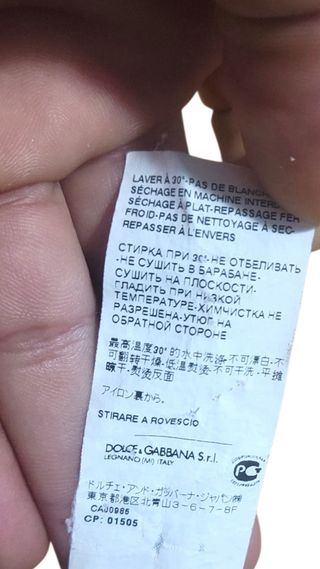 LAVER À 30°-PAS DE BLANCHI
SÉCHAGE EN MACHINE INTERD
SÉCHAGE À PLAT-REPASSAGE FER
FROID-PAS DE NETTOYAGE À SEC-
REPASSER À L'ENVERS
СТИРКА ПРИ 30°-НЕ ОТБЕЛИВАТЬ
-НЕ СУШИТЬ В БАРАБАНЕ-
СУШИТЬ НА ПЛОСКОСТИ-
ГЛАДИТЬ ПРИ НИЗКОЙ
ТЕМПЕРАТУРЕ-ХИМЧИСТКА НЕ
РАЗРЕШЕНА-УТЮГ НА
ОБРАТНОЙ СТОРОНЕ
最高温度30°的水中洗涤-不可漂白-不
可翻转干燥-低温熨烫-不可干洗-平摊
晾干-熨烫反面
アイロン裏から.
STIRARE A ROVESCIO
DOLCE & GABBANA S.r.l.
LEGNANO (MI) ITALY
ドルチェ・アンド・ガッバーナ・ジャパン㈱
東京都港区北青山3-6-7-8F
CA00985
CP: 01505